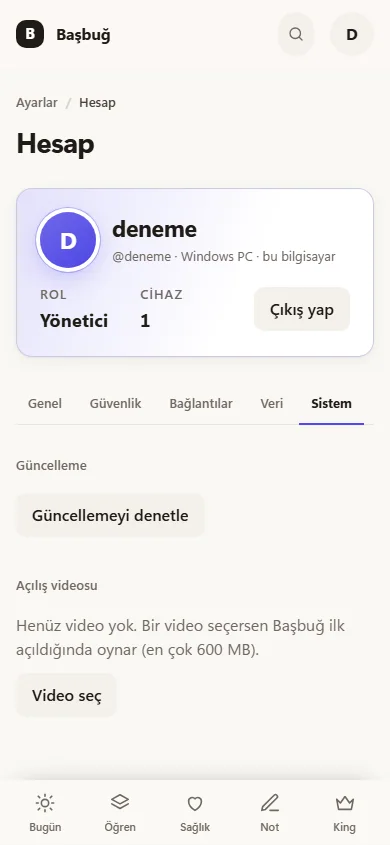 B Başbuğ D
Ayarlar / Hesap
Hesap
D
deneme
@deneme · Windows PC · bu bilgisayar
ROL CİHAZ
Yönetici 1
Çıkış yap
Genel Güvenlik Bağlantılar Veri Sistem
Güncelleme
Güncellemeyi denetle
Açılış videosu
Henüz video yok. Bir video seçersen Başbuğ ilk
açıldığında oynar (en çok 600 MB).
Video seç
Bugün Öğren Sağlık Not King